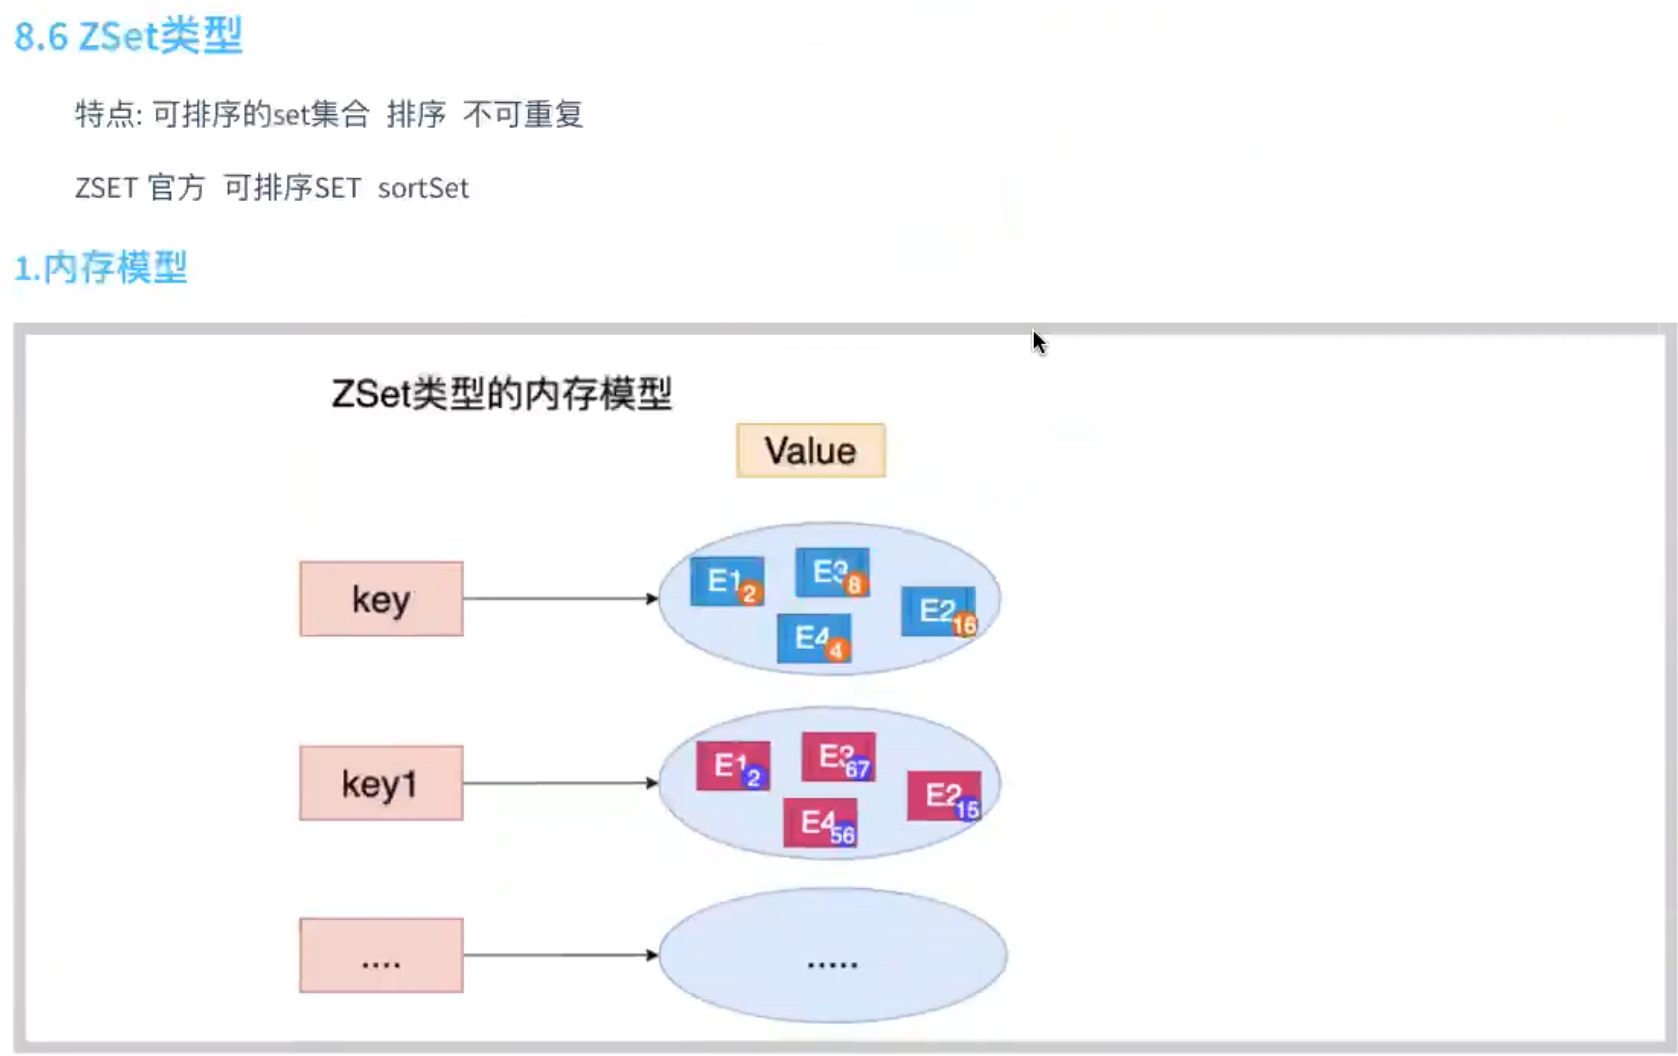 8.6 ZSet类型
特点: 可排序的set集合 排序 不可重复
ZSET 官方 可排序SET sortSet
1.内存模型
ZSet类型的内存模型
Value
key
E1 2
E3 8
E2 16
E4 4
key1
E1 2
E3 67
E2 15
E4 56
....
.....